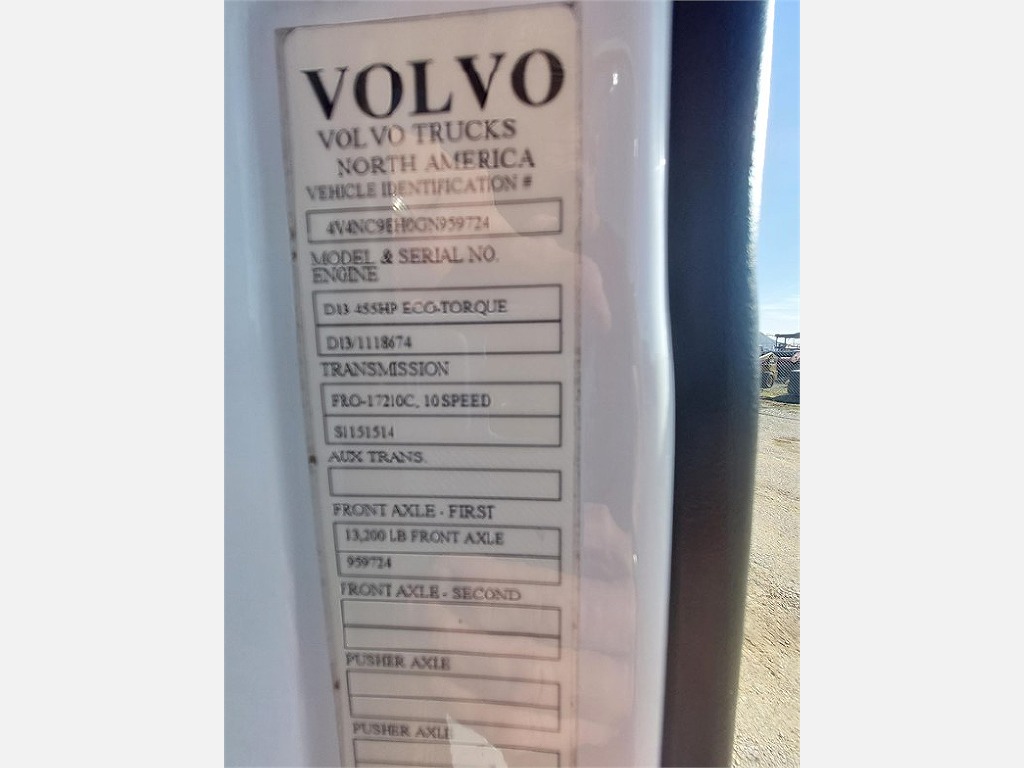 VOLVO
VOLVO TRUCKS
NORTH AMERICA
VEHICLE IDENTIFICATION #
4V4NC9EH0GN959724
MODEL & SERIAL NO.
ENGINE
D13 455HP ECO-TORQUE
D13/1118674
TRANSMISSION
FRO-17210C, 10 SPEED
S1151514
AUX TRANS.
FRONT AXLE - FIRST
13,200 LB FRONT AXLE
959724
FRONT AXLE - SECOND
PUSHER AXLE
PUSHER AXLE